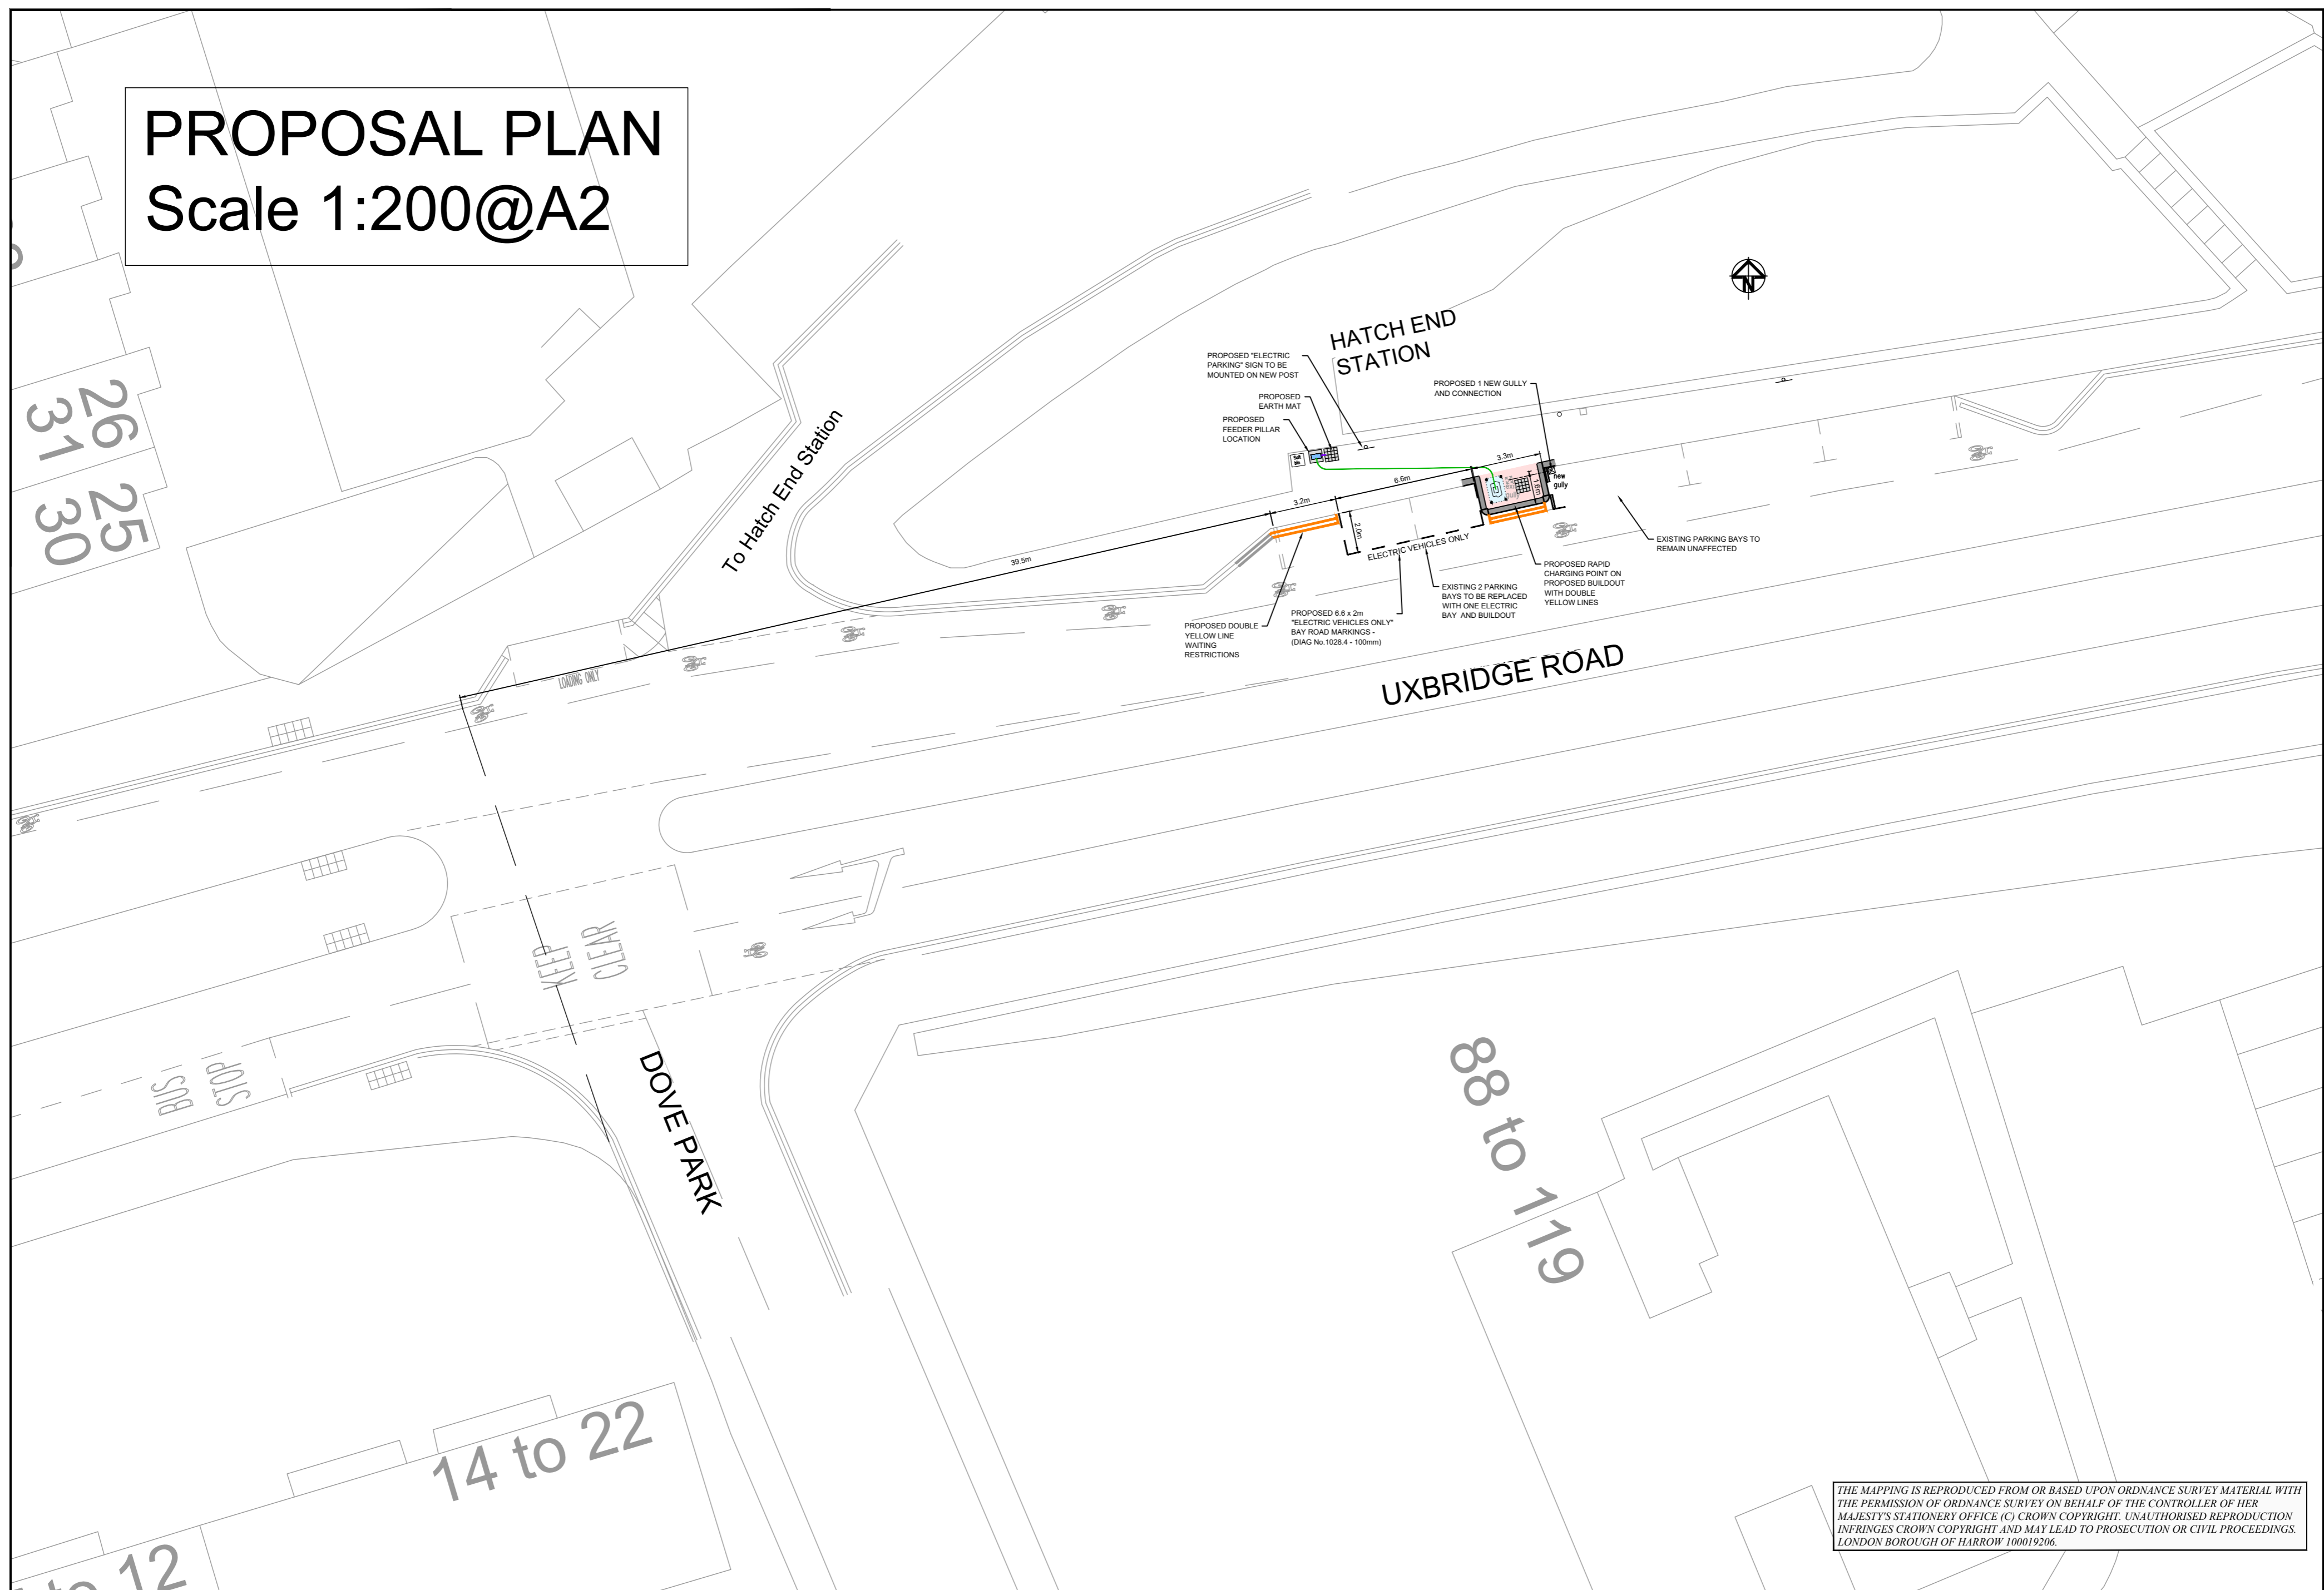 PROPOSAL PLAN
Scale 1:200@A2
26
31
25
30
To Hatch End Station
HATCH END
STATION
N
PROPOSED "ELECTRIC
PARKING" SIGN TO BE
MOUNTED ON NEW POST
PROPOSED
EARTH MAT
PROPOSED
FEEDER PILLAR
LOCATION
PROPOSED 1 NEW GULLY
AND CONNECTION
3.3m
1.6m
new
gully
6.6m
3.2m
2.0m
39.5m
ELECTRIC VEHICLES ONLY
EXISTING PARKING BAYS TO
REMAIN UNAFFECTED
PROPOSED RAPID
CHARGING POINT ON
PROPOSED BUILDOUT
WITH DOUBLE
YELLOW LINES
EXISTING 2 PARKING
BAYS TO BE REPLACED
WITH ONE ELECTRIC
BAY AND BUILDOUT
PROPOSED 6.6 x 2m
"ELECTRIC VEHICLES ONLY"
BAY ROAD MARKINGS -
(DIAG No.1028.4 - 100mm)
PROPOSED DOUBLE
YELLOW LINE
WAITING
RESTRICTIONS
LOADING ONLY
UXBRIDGE ROAD
KEEP
CLEAR
BUS
STOP
DOVE PARK
88 to 119
14 to 22
to 12
THE MAPPING IS REPRODUCED FROM OR BASED UPON ORDNANCE SURVEY MATERIAL WITH
THE PERMISSION OF ORDNANCE SURVEY ON BEHALF OF THE CONTROLLER OF HER
MAJESTY'S STATIONERY OFFICE (C) CROWN COPYRIGHT. UNAUTHORISED REPRODUCTION
INFRINGES CROWN COPYRIGHT AND MAY LEAD TO PROSECUTION OR CIVIL PROCEEDINGS.
LONDON BOROUGH OF HARROW 100019206.